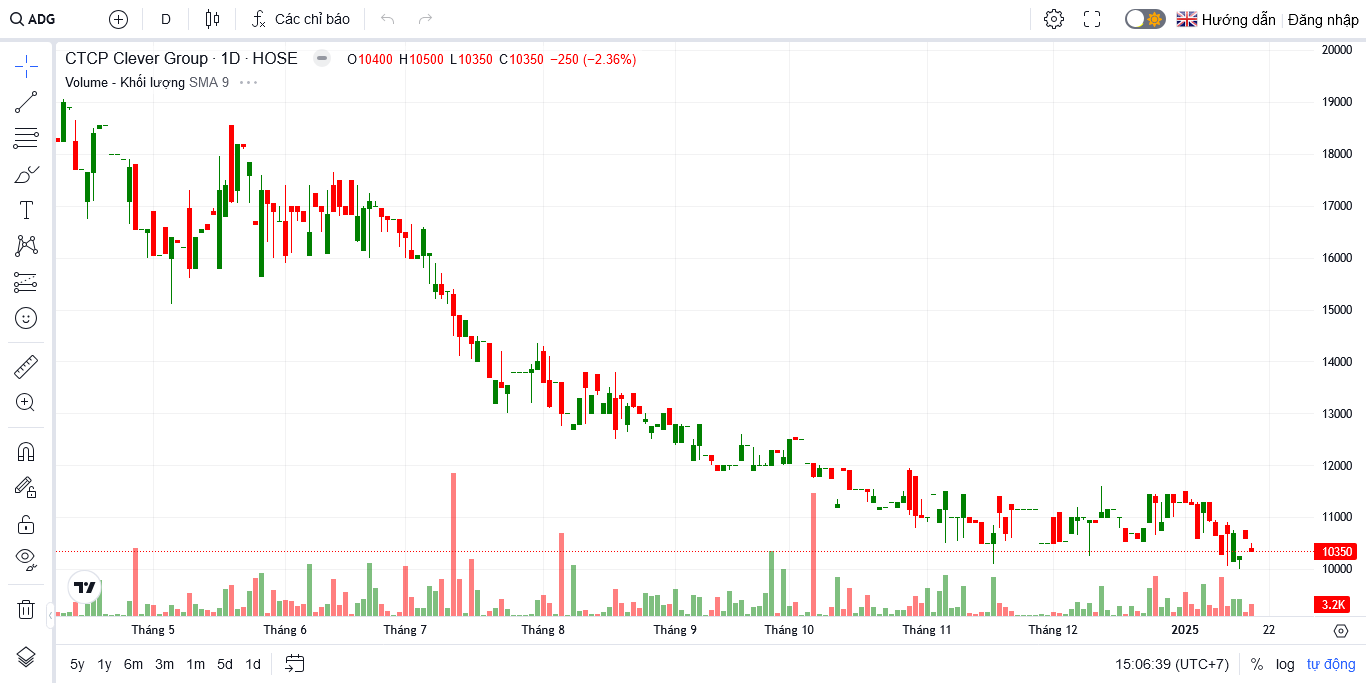 ADG D Các chỉ báo Hướng dẫn Đăng nhập
CTCP Clever Group · 1D · HOSE O10400 H10500 L10350 C10350 −250 (−2.36%)
Volume - Khối lượng SMA 9
20000
19000
18000
17000
16000
15000
14000
13000
12000
11000
10350
10000
3.2K
Tháng 5 Tháng 6 Tháng 7 Tháng 8 Tháng 9 Tháng 10 Tháng 11 Tháng 12 2025 22
5y 1y 6m 3m 1m 5d 1d 15:06:39 (UTC+7) % log tự động